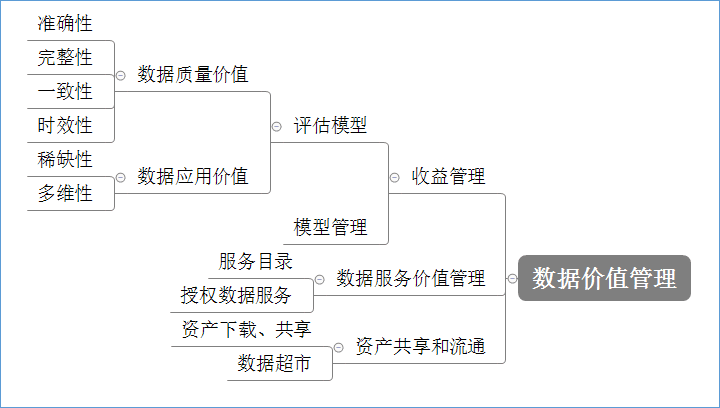 准确性
完整性
数据质量价值
一致性
时效性
评估模型
稀缺性
数据应用价值
多维性
收益管理
模型管理
服务目录
数据服务价值管理
数据价值管理
授权数据服务
资产下载、共享
资产共享和流通
数据超市